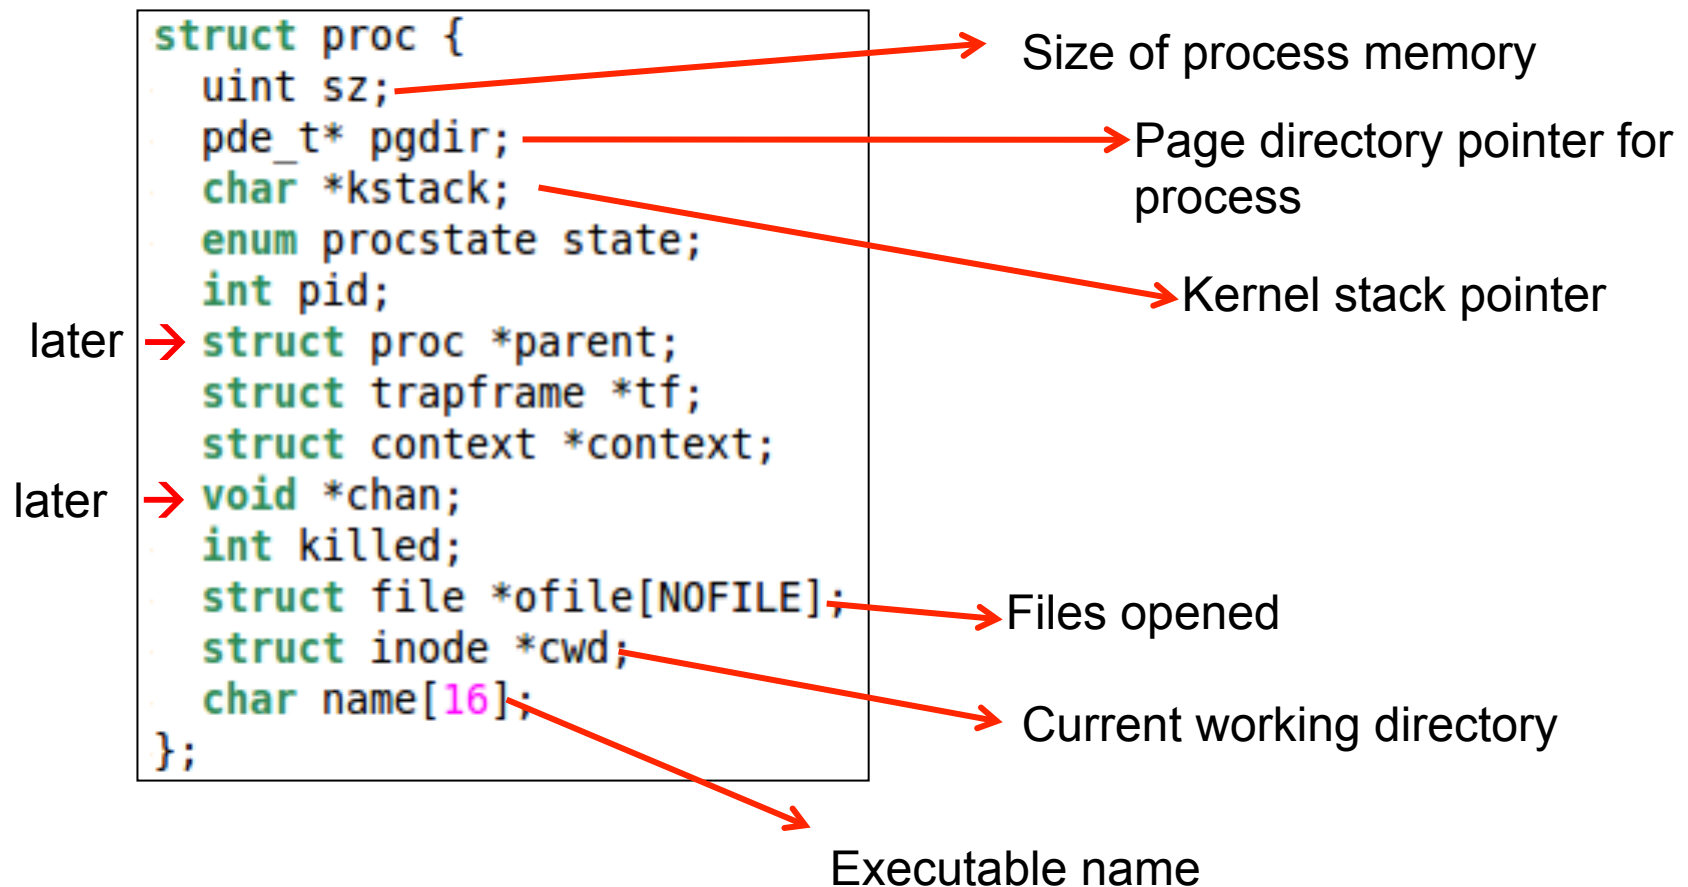 struct proc {
uint sz;
pde_t* pgdir;
char *kstack;
enum procstate state;
int pid;
later → struct proc *parent;
struct trapframe *tf;
struct context *context;
later → void *chan;
int killed;
struct file *ofile[NOFILE];
struct inode *cwd;
char name[16];
};
Size of process memory
Page directory pointer for
process
Kernel stack pointer
Files opened
Current working directory
Executable name